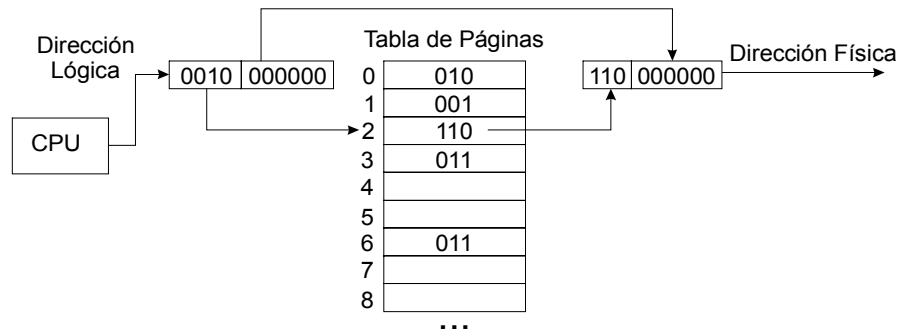 Dirección
Lógica
Tabla de Páginas
Dirección Física
0010 000000
110 000000
CPU
0 010
1 001
2 110
3 011
4
5
6 011
7
8
...